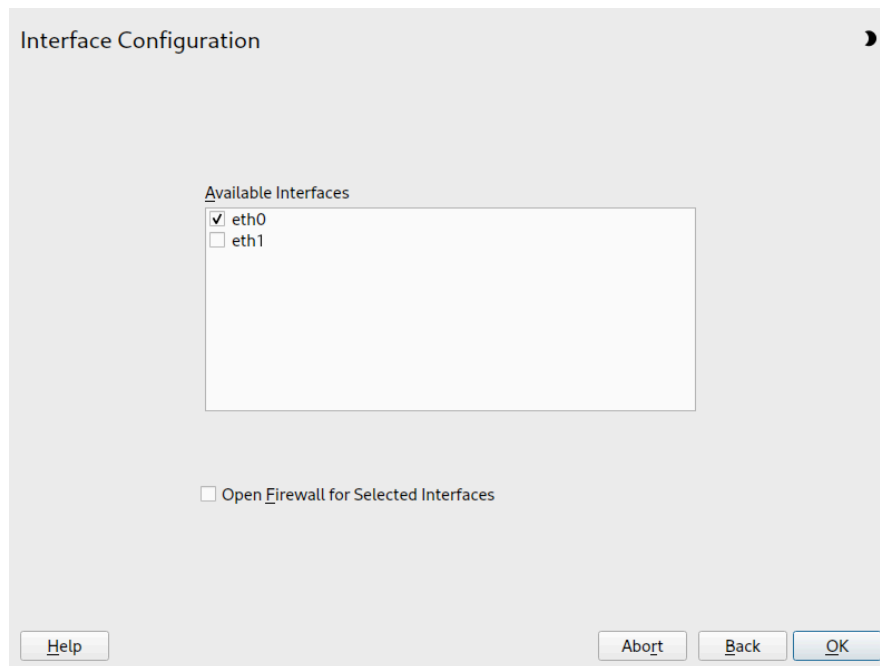 Interface Configuration
Available Interfaces
eth0
eth1
Open Firewall for Selected Interfaces
Help
Abort
Back
OK